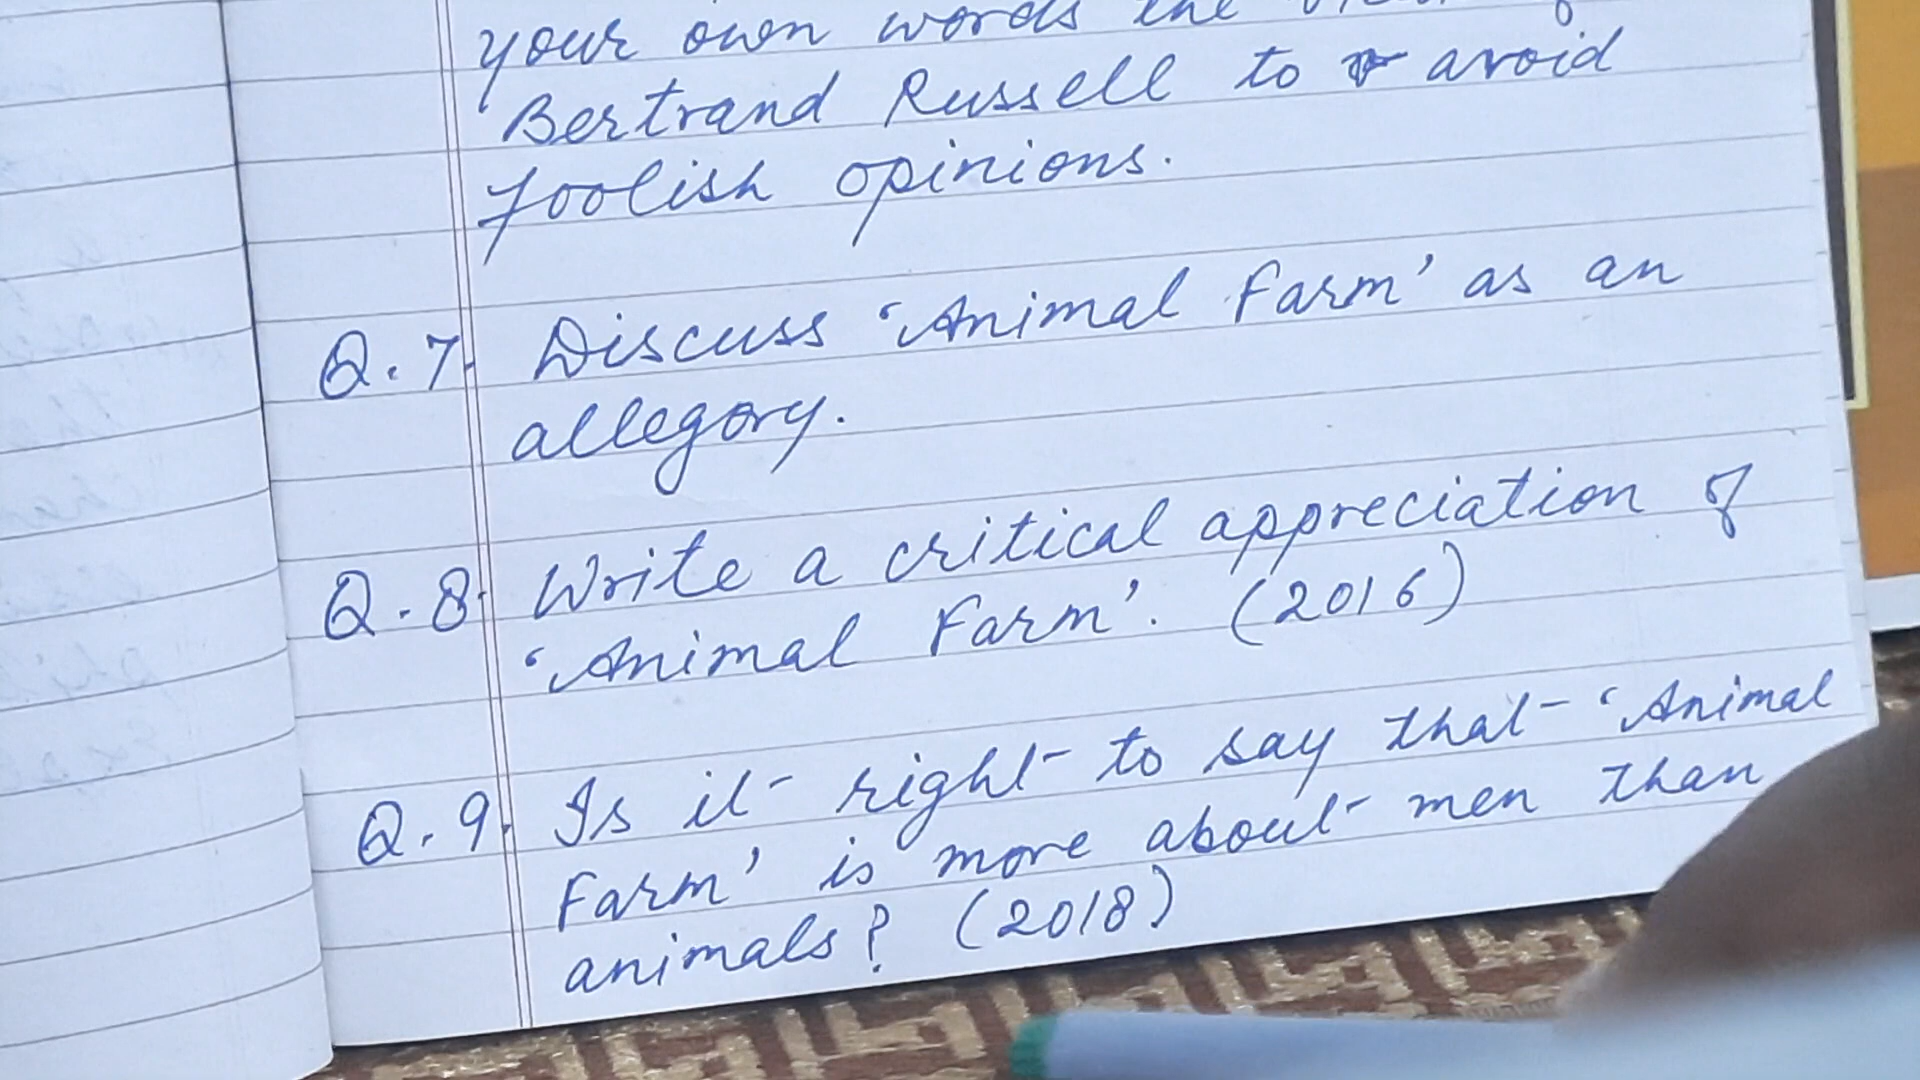 your own words the
Bertrand Russell to avoid
foolish opinions.
Q.7. Discuss 'Animal Farm' as an
allegory.
Q.8. Write a critical appreciation of
'Animal Farm'. (2016)
Q.9. Is it right to say that 'Animal
Farm' is more about men than
animals? (2018)